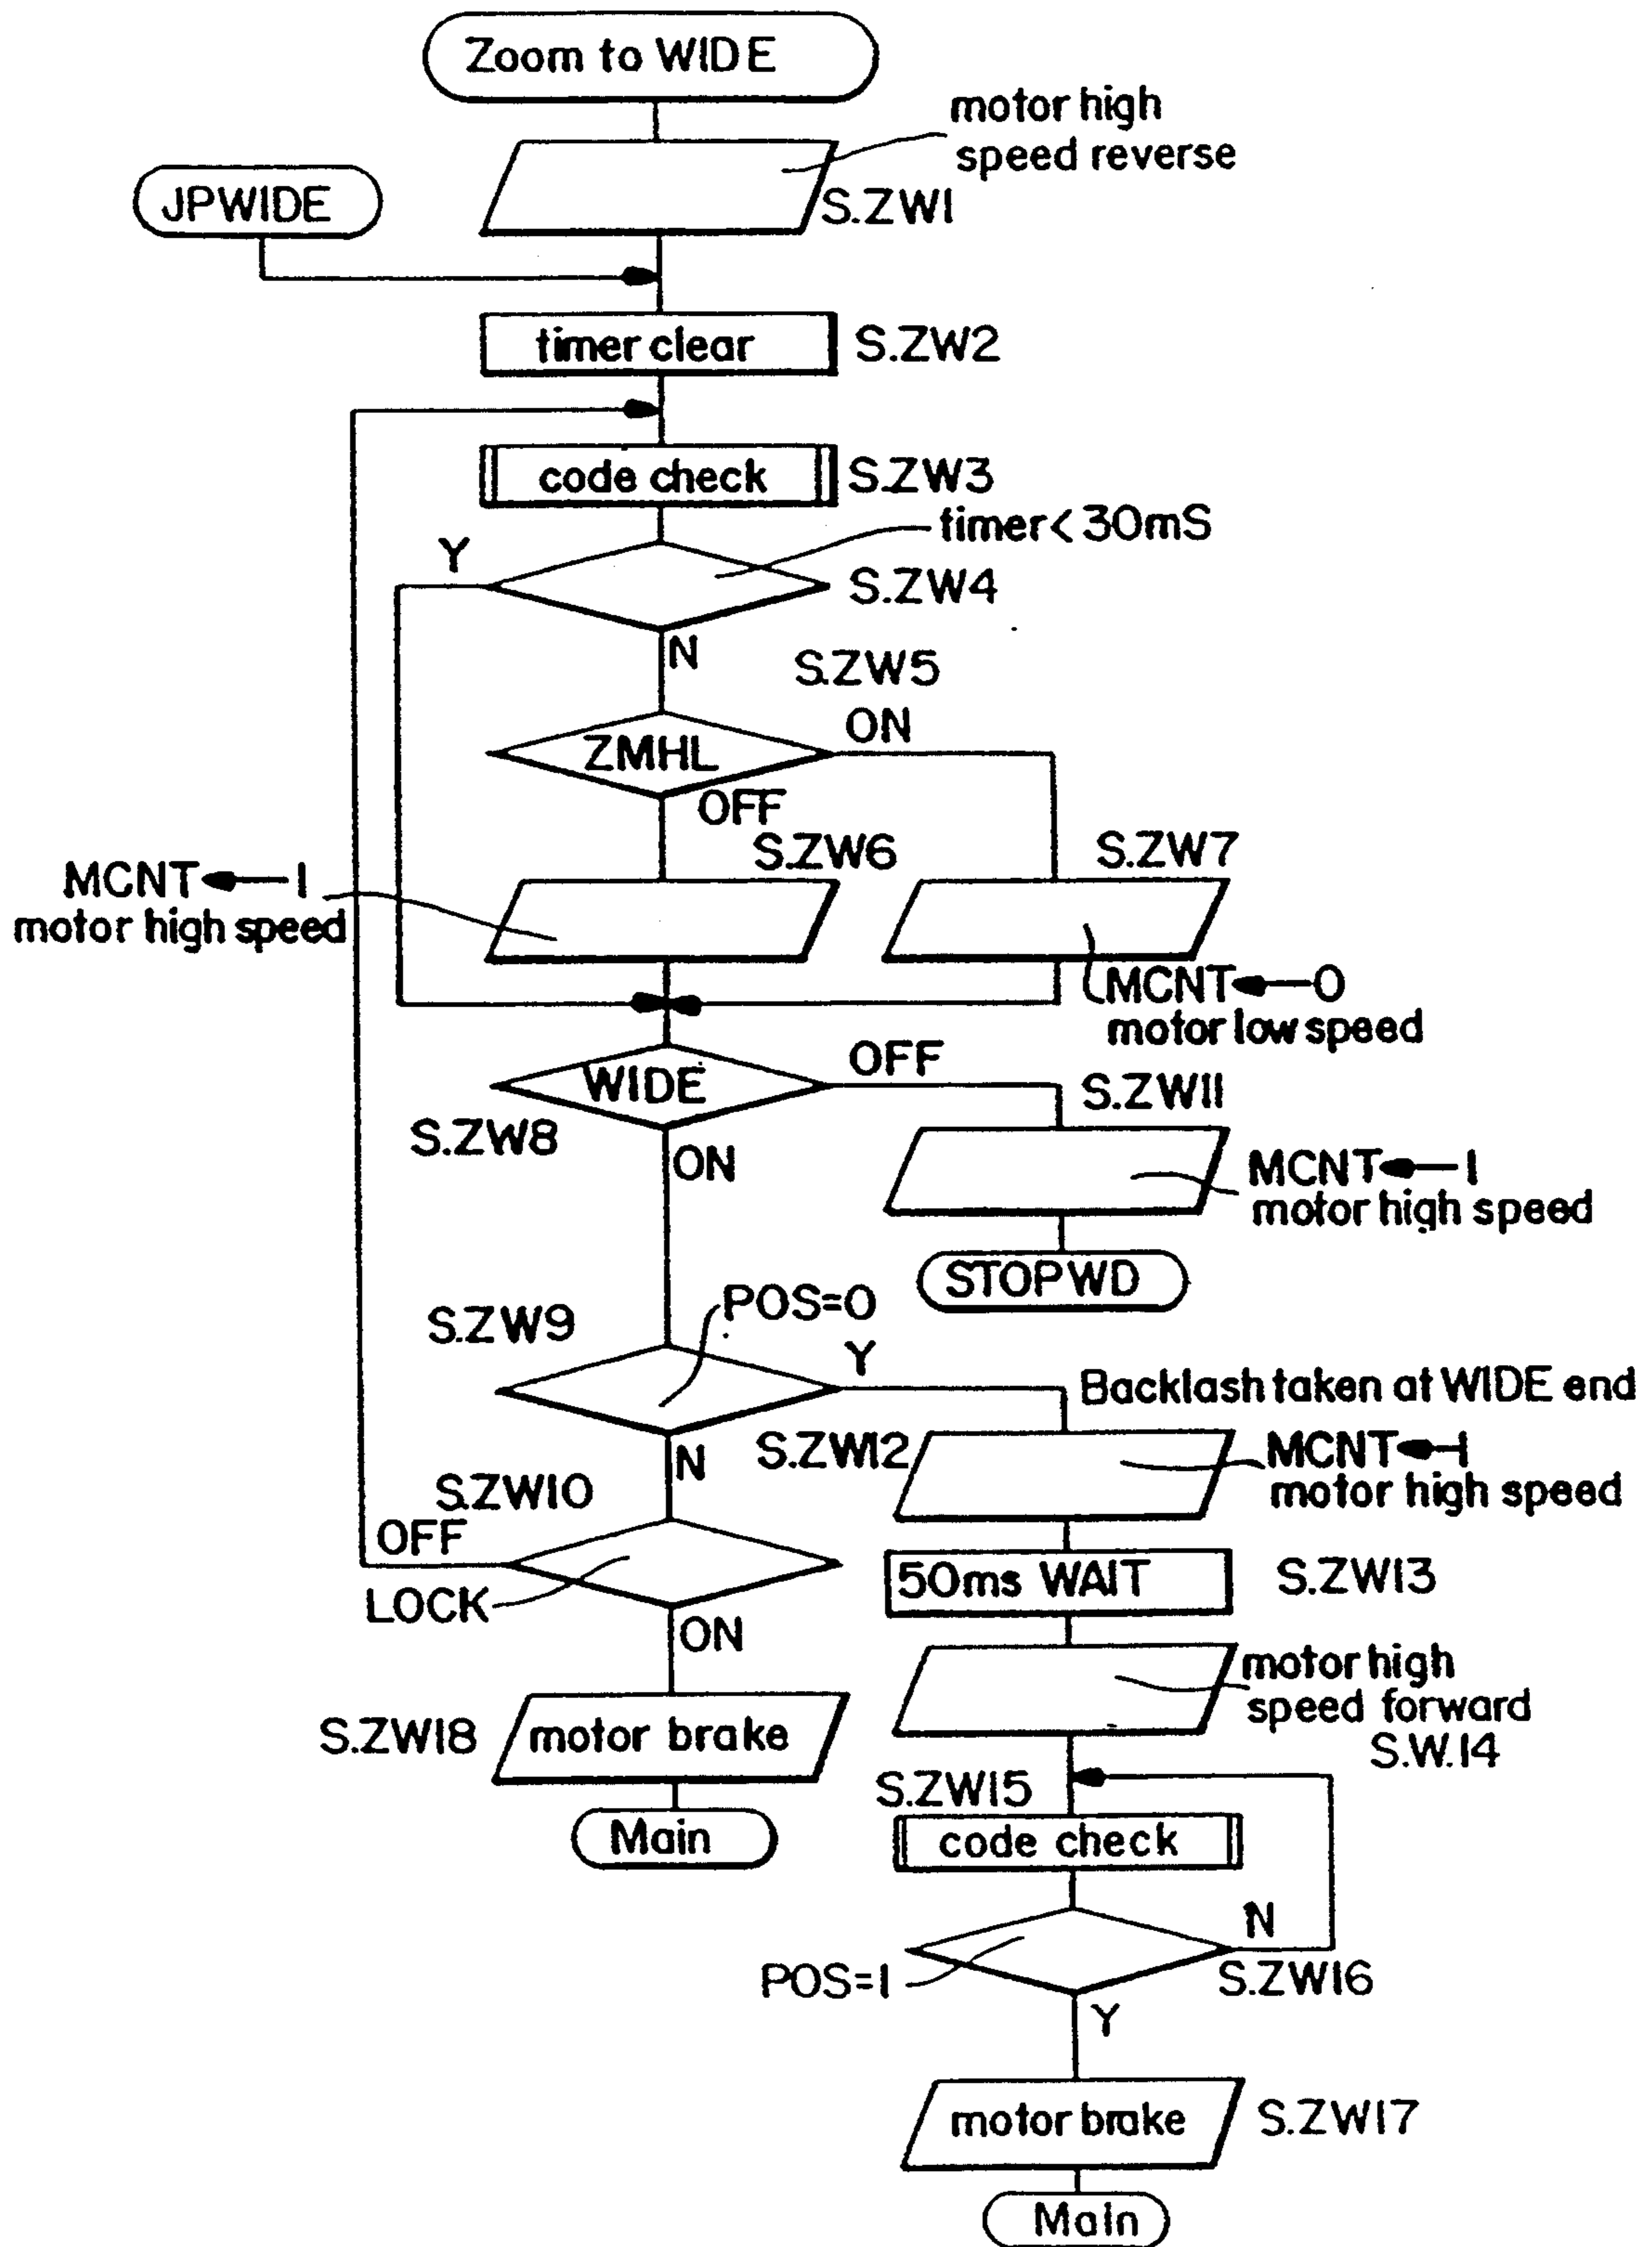 Zoom to WIDE
motor high
speed reverse
S.ZW1
JPWIDE
timer clear
S.ZW2
code check
S.ZW3
timer<30mS
Y
S.ZW4
N
S.ZW5
ZMHL
ON
OFF
S.ZW6
S.ZW7
MCNT←1
motor high speed
MCNT←0
motor low speed
WIDE
OFF
S.ZW8
ON
S.ZW11
MCNT←1
motor high speed
STOPWD
POS=0
S.ZW9
Y
Backlash taken at WIDE end
N
S.ZW12
MCNT←1
motor high speed
S.ZW10
OFF
LOCK
ON
50ms WAIT
S.ZW13
motor high
speed forward
S.W.14
S.ZW18
motor brake
Main
S.ZW15
code check
N
POS=1
S.ZW16
Y
motor brake
S.ZW17
Main